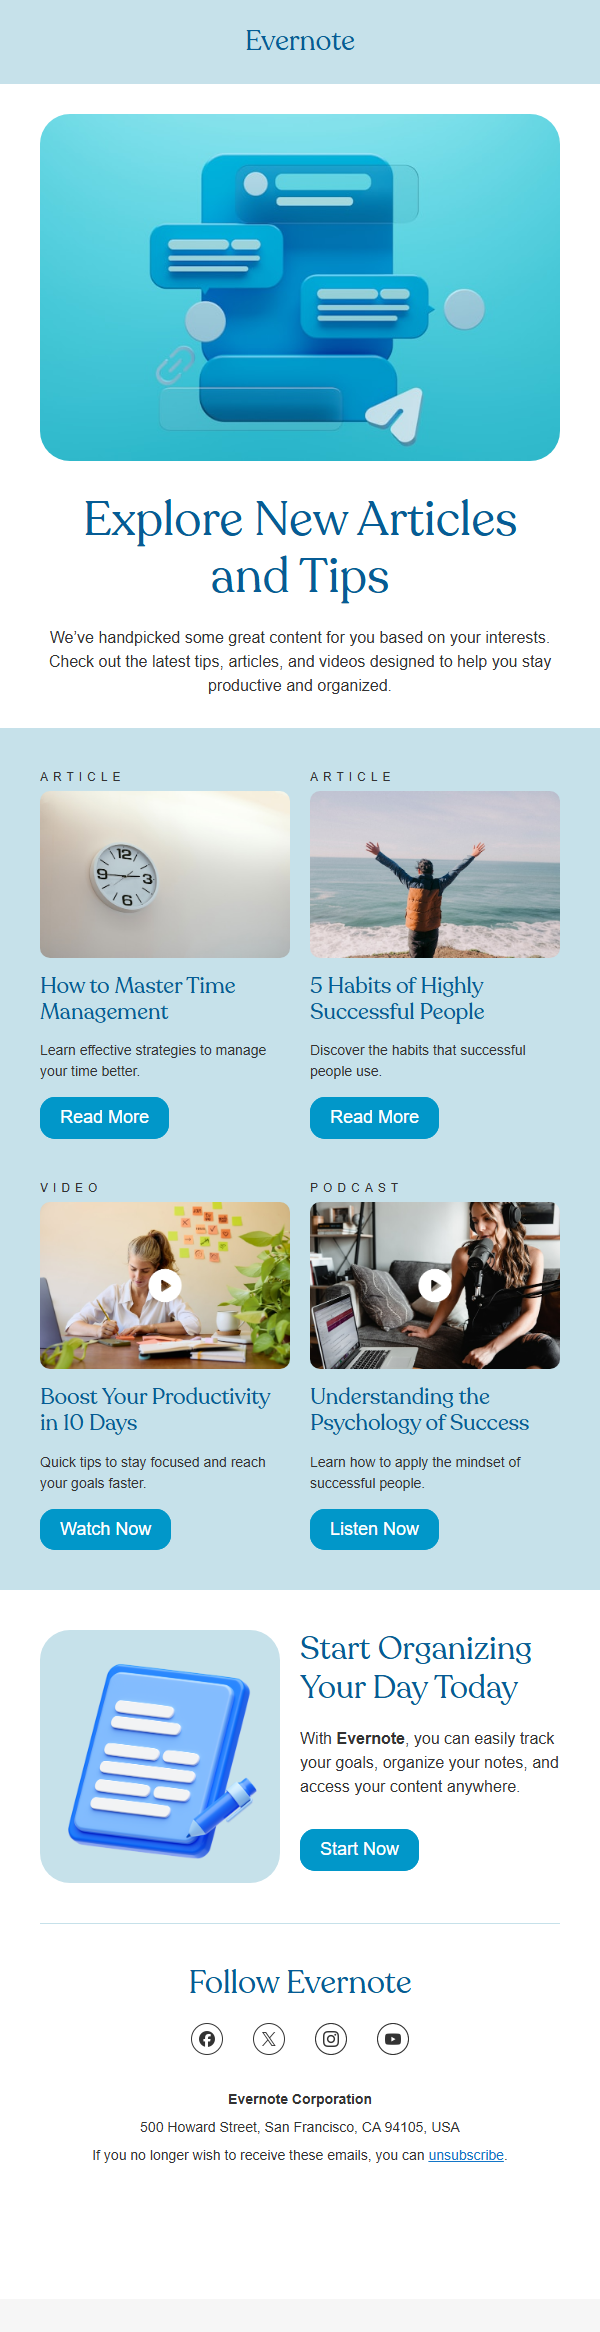 Evernote
Explore New Articles
and Tips
We’ve handpicked some great content for you based on your interests.
Check out the latest tips, articles, and videos designed to help you stay
productive and organized.
ARTICLE
12
9
3
6
How to Master Time
Management
Learn effective strategies to manage
your time better.
Read More
ARTICLE
5 Habits of Highly
Successful People
Discover the habits that successful
people use.
Read More
VIDEO
Boost Your Productivity
in 10 Days
Quick tips to stay focused and reach
your goals faster.
Watch Now
PODCAST
Understanding the
Psychology of Success
Learn how to apply the mindset of
successful people.
Listen Now
Start Organizing
Your Day Today
With Evernote, you can easily track
your goals, organize your notes, and
access your content anywhere.
Start Now
Follow Evernote
Evernote Corporation
500 Howard Street, San Francisco, CA 94105, USA
If you no longer wish to receive these emails, you can unsubscribe.